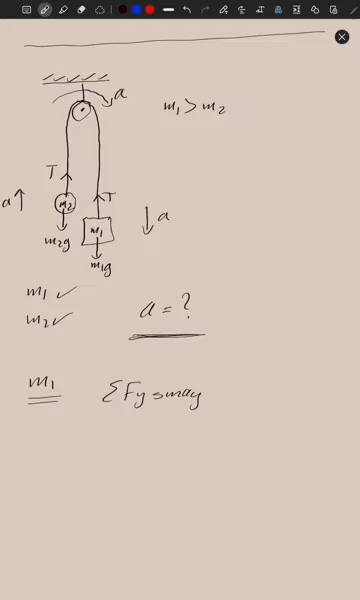 a
m₁ > m₂
T
T
a
m₂
a
m₂g
m₁
m₁g
m₁ ✓
m₂ ✓
a = ?
m₁
ΣFy = may